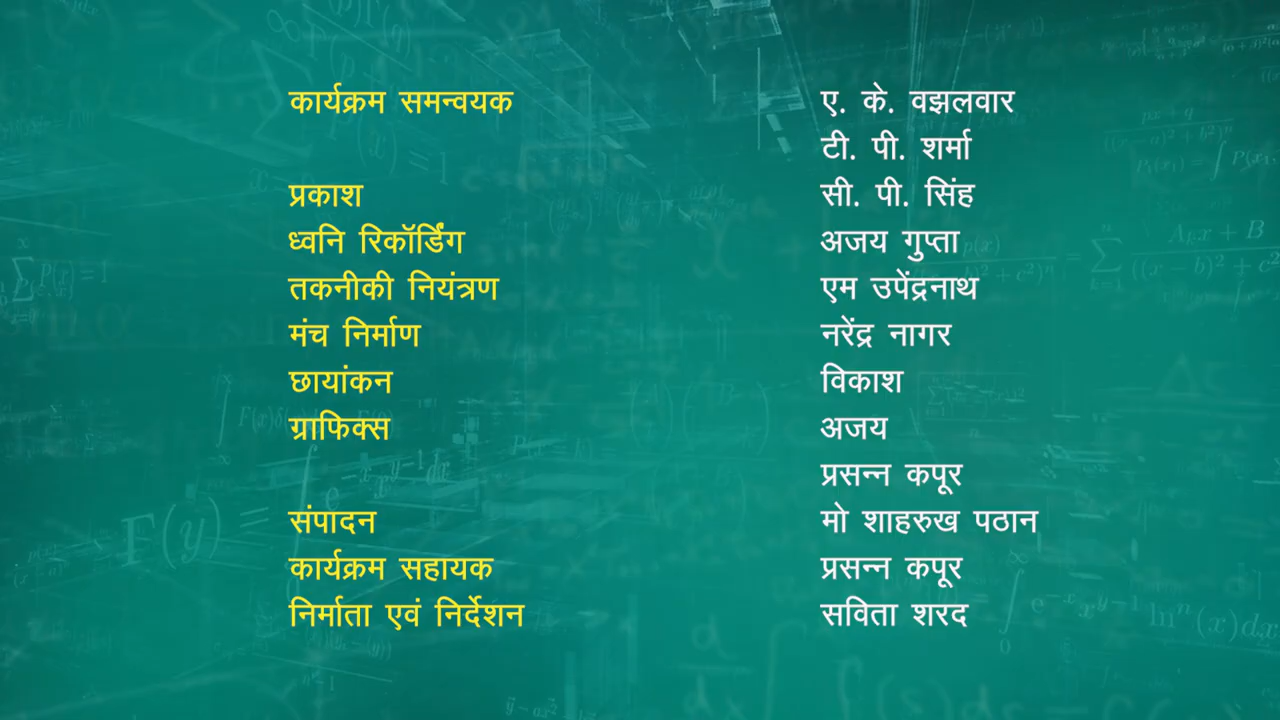 कार्यक्रम समन्वयक ए. के. वझलवार
टी. पी. शर्मा
प्रकाश सी. पी. सिंह
ध्वनि रिकॉर्डिंग अजय गुप्ता
तकनीकी नियंत्रण एम उपेंद्रनाथ
मंच निर्माण नरेंद्र नागर
छायांकन विकाश
ग्राफिक्स अजय
प्रसन्न कपूर
संपादन मो शाहरुख पठान
कार्यक्रम सहायक प्रसन्न कपूर
निर्माता एवं निर्देशन सविता शरद